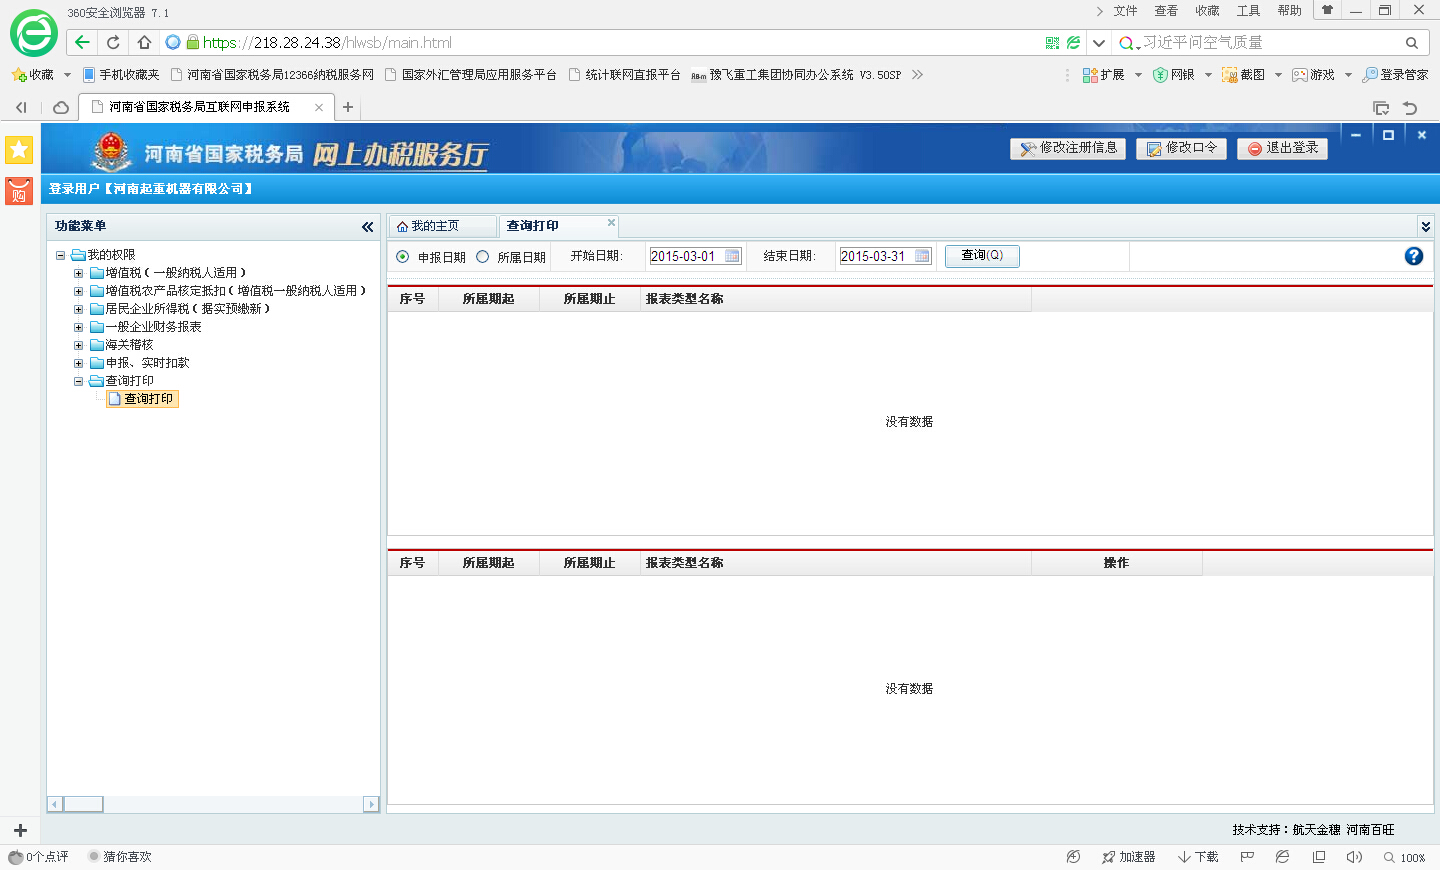 360安全浏览器 7.1
文件 查看 收藏 工具 帮助
https://218.28.24.38/hlwsb/main.html
习近平问空气质量
收藏 手机收藏夹 河南省国家税务局12366纳税服务网 国家外汇管理局应用服务平台 统计联网直报平台 RBm 豫飞重工集团协同办公系统 V3.50SP
扩展 网银 截图 游戏 登录管家
河南省国家税务局互联网申报系统
购
河南省国家税务局 网上办税服务厅
修改注册信息 修改口令 退出登录
登录用户【河南起重机器有限公司】
功能菜单
我的权限
增值税(一般纳税人适用)
增值税农产品核定抵扣(增值税一般纳税人适用)
居民企业所得税(据实预缴新)
一般企业财务报表
海关稽核
申报、实时扣款
查询打印
查询打印
我的主页 查询打印
申报日期 所属日期 开始日期: 2015-03-01 结束日期: 2015-03-31 查询(Q)
序号 所属期起 所属期止 报表类型名称
没有数据
序号 所属期起 所属期止 报表类型名称 操作
没有数据
技术支持:航天金穗 河南百旺
0个点评 猜你喜欢
加速器 下载 100%